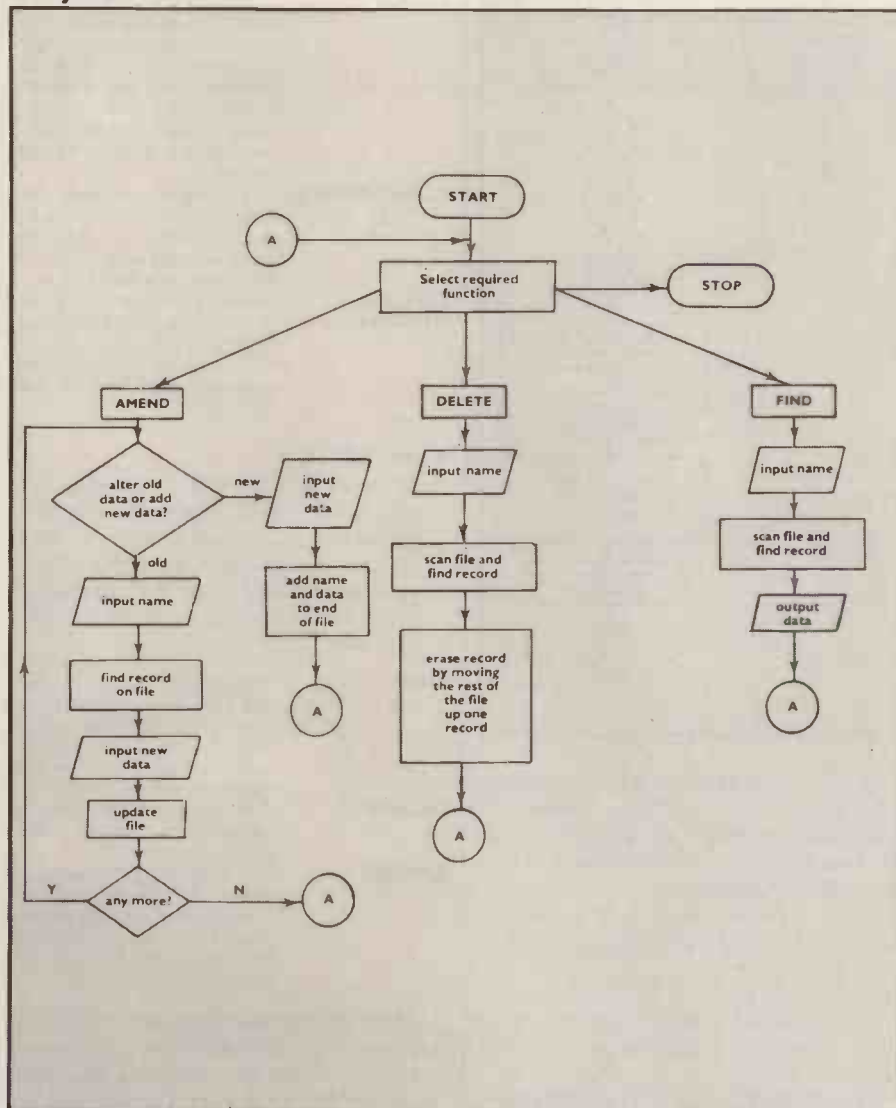 START
A
Select required
function
STOP
AMEND
DELETE
FIND
alter old
data or add
new data?
new
input
new
data
old
add name
and data
to end
of file
A
input name
find record
on file
input new
data
update
file
any more?
Y
N
A
input name
scan file and
find record
erase record
by moving
the rest
of the file
up one
record
A
input name
scan file and
find record
output
data
A